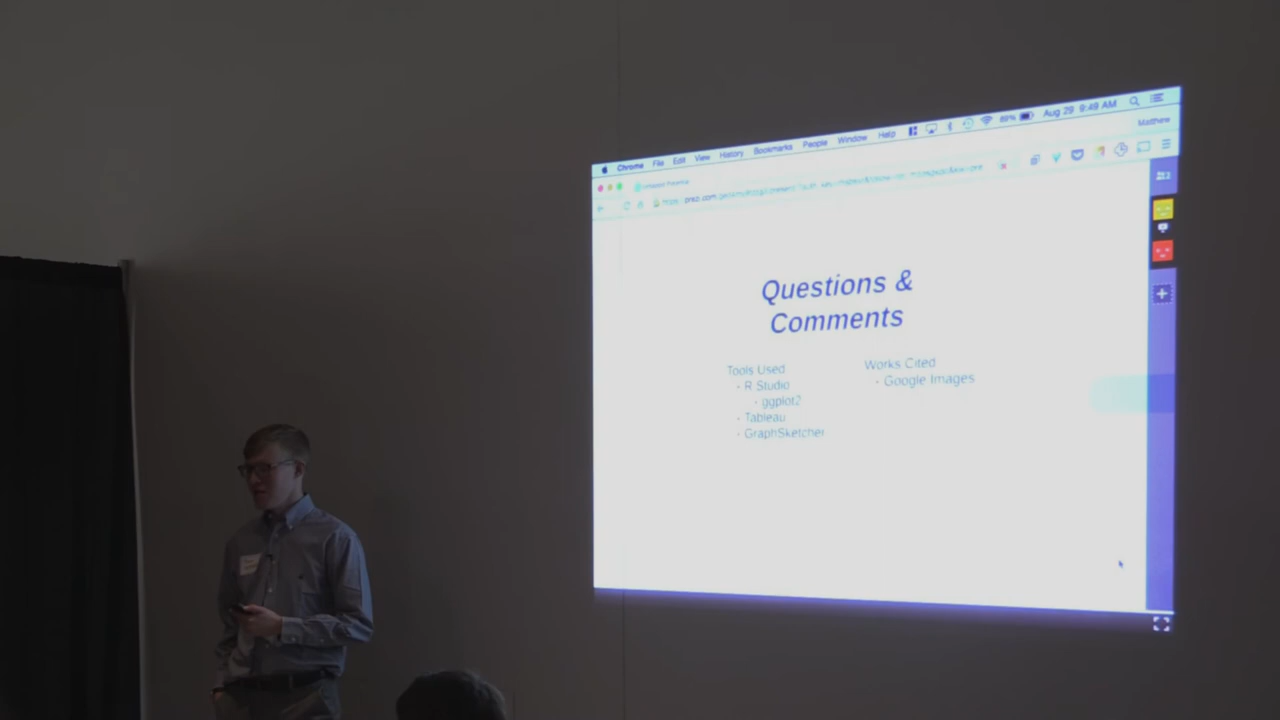 Chrome File Edit View History Bookmarks People Window Help 89% Aug 29 9:49 AM
Matthew
Questions &
Comments
Tools Used
- R Studio
- ggplot2
- Tableau
- GraphSketcher
Works Cited
- Google Images